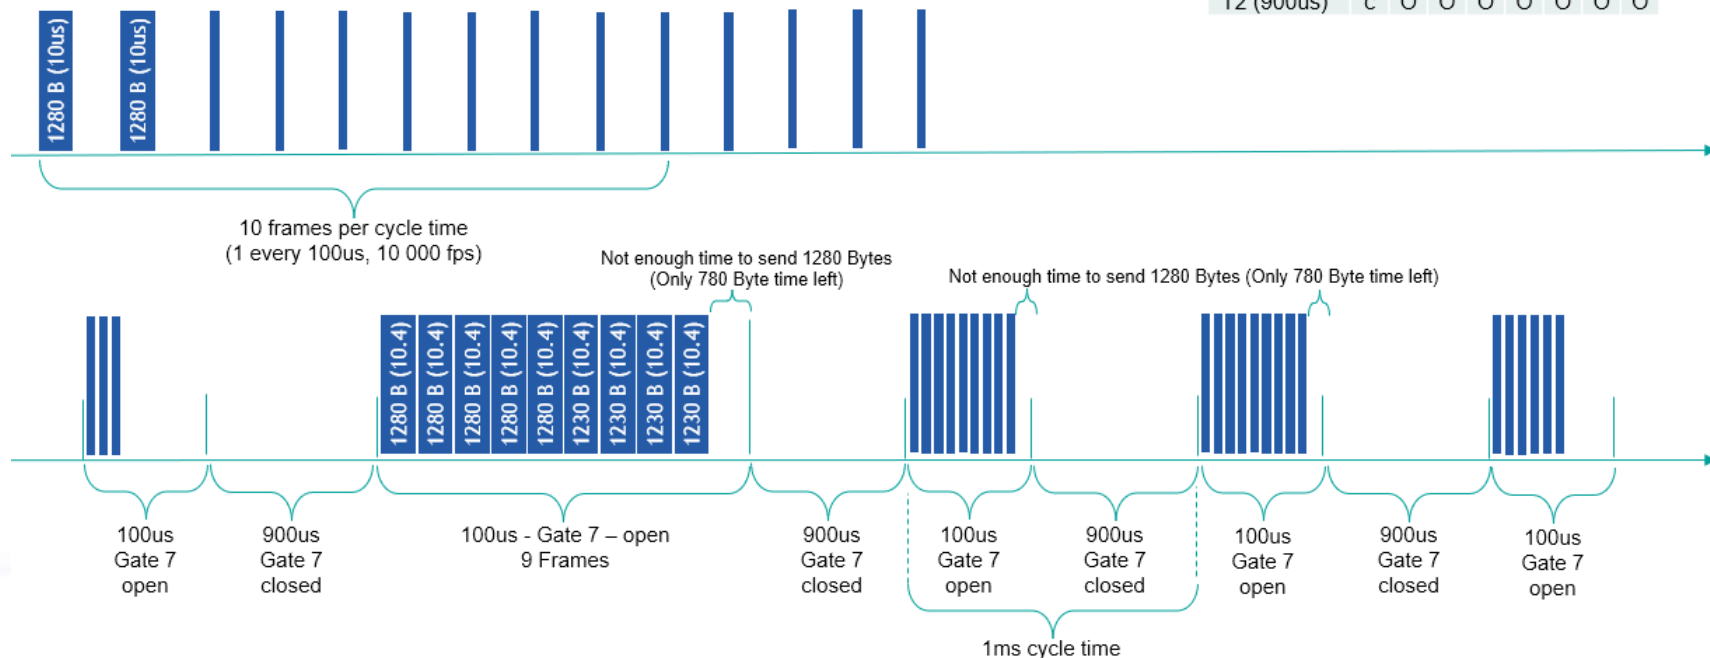 T2 (900us) c O O O O O O O
1280 B (10us)
1280 B (10us)
10 frames per cycle time
(1 every 100us, 10 000 fps)
Not enough time to send 1280 Bytes
(Only 780 Byte time left)
Not enough time to send 1280 Bytes (Only 780 Byte time left)
1280 B (10.4)
1280 B (10.4)
1280 B (10.4)
1280 B (10.4)
1280 B (10.4)
1230 B (10.4)
1230 B (10.4)
1230 B (10.4)
1230 B (10.4)
100us
Gate 7
open
900us
Gate 7
closed
100us - Gate 7 – open
9 Frames
900us
Gate 7
closed
100us
Gate 7
open
900us
Gate 7
closed
100us
Gate 7
open
900us
Gate 7
closed
100us
Gate 7
open
1ms cycle time